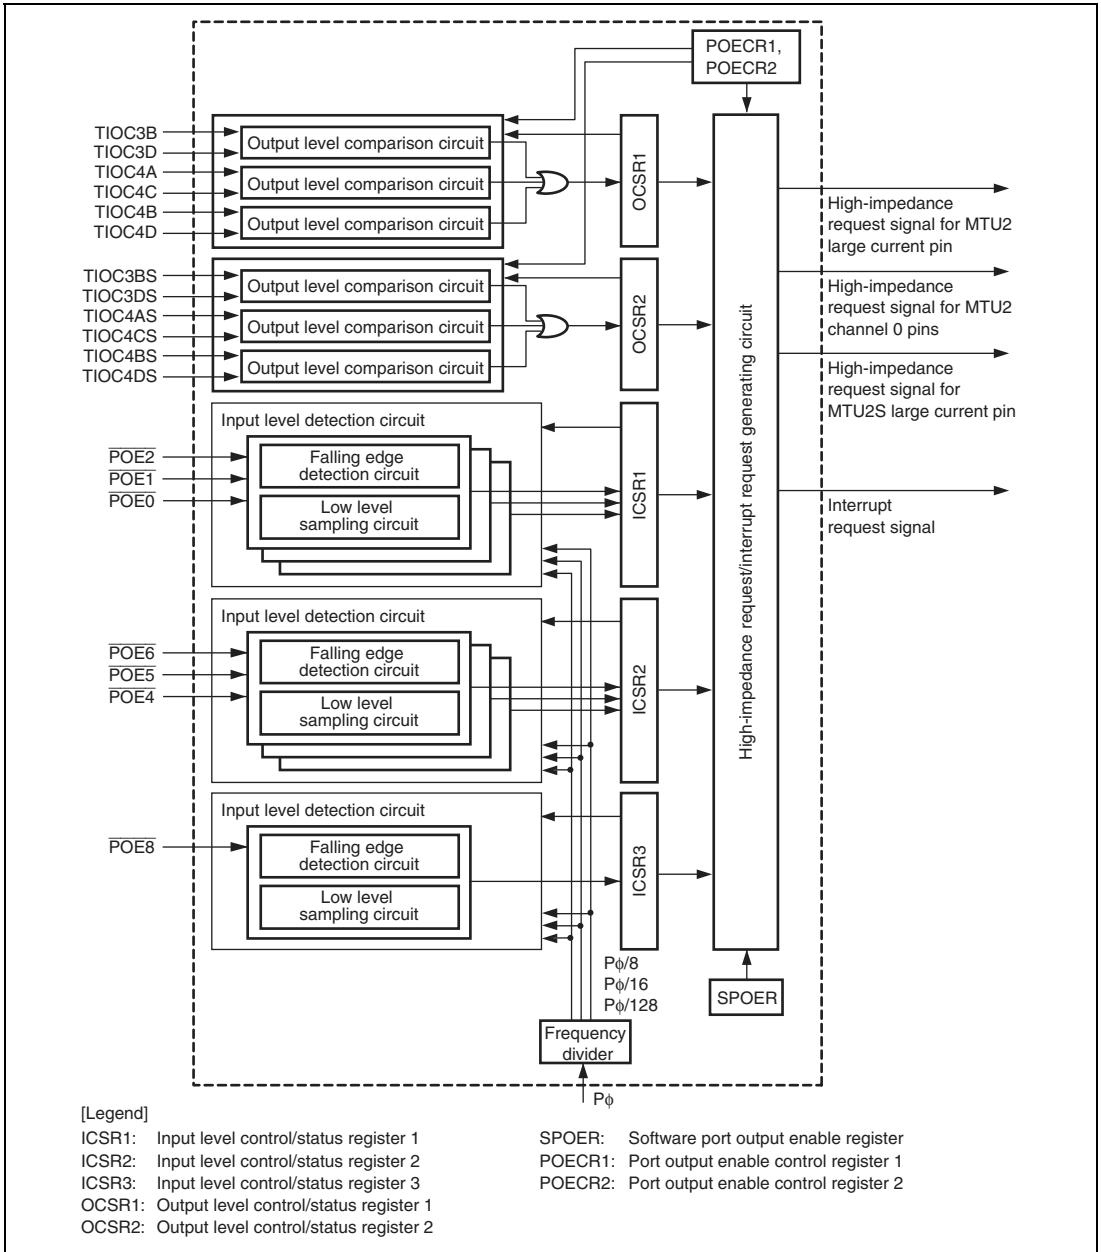 POECR1,
POECR2
TIOC3B
TIOC3D
TIOC4A
TIOC4C
TIOC4B
TIOC4D
Output level comparison circuit
Output level comparison circuit
Output level comparison circuit
OCSR1
TIOC3BS
TIOC3DS
TIOC4AS
TIOC4CS
TIOC4BS
TIOC4DS
Output level comparison circuit
Output level comparison circuit
Output level comparison circuit
OCSR2
Input level detection circuit
POE2
POE1
POE0
Falling edge
detection circuit
Low level
sampling circuit
ICSR1
Input level detection circuit
POE6
POE5
POE4
Falling edge
detection circuit
Low level
sampling circuit
ICSR2
Input level detection circuit
POE8
Falling edge
detection circuit
Low level
sampling circuit
ICSR3
High-impedance request/interrupt request generating circuit
High-impedance
request signal for MTU2
large current pin
High-impedance
request signal for MTU2
channel 0 pins
High-impedance
request signal for
MTU2S large current pin
Interrupt
request signal
Pϕ/8
Pϕ/16
Pϕ/128
SPOER
Frequency
divider
Pϕ
[Legend]
ICSR1: Input level control/status register 1
ICSR2: Input level control/status register 2
ICSR3: Input level control/status register 3
OCSR1: Output level control/status register 1
OCSR2: Output level control/status register 2
SPOER: Software port output enable register
POECR1: Port output enable control register 1
POECR2: Port output enable control register 2